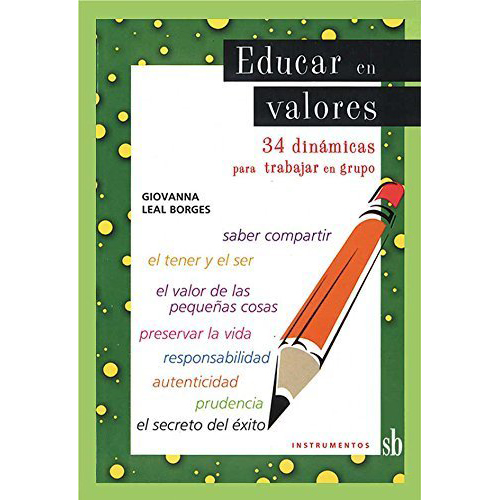 Educar en
valores
34 dinámicas
para trabajar en grupo
GIOVANNA
LEAL BORGES
saber compartir
el tener y el ser
el valor de las
pequeñas cosas
preservar la vida
responsabilidad
autenticidad
prudencia
el secreto del éxito
INSTRUMENTOS
sb